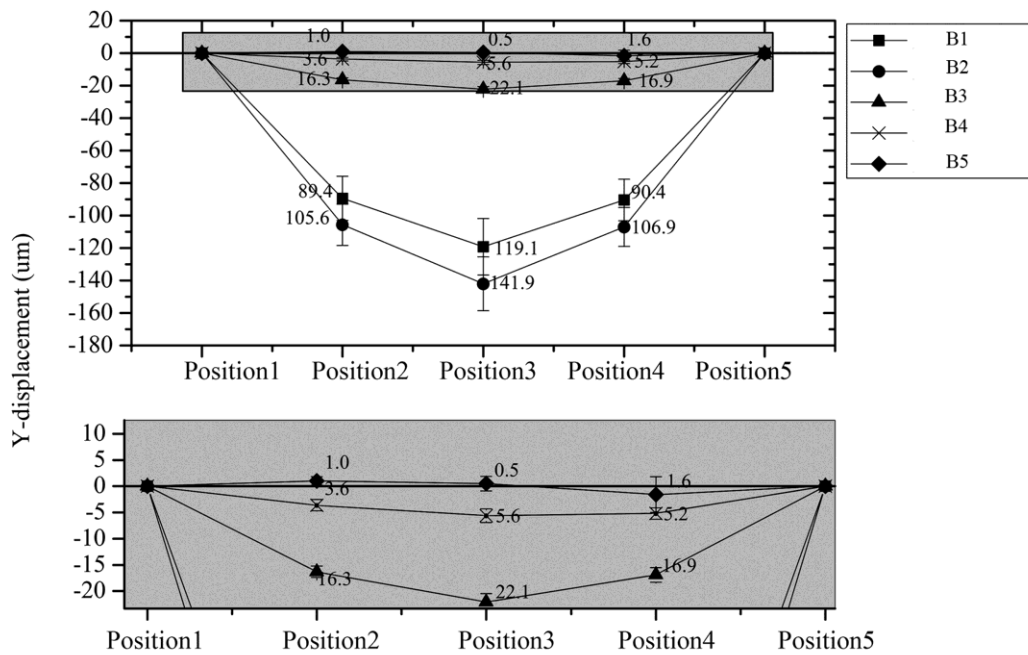 Y-displacement (um)
20
0
-20
-40
-60
-80
-100
-120
-140
-160
-180
1.0
0.5
1.6
3.6
5.6
5.2
16.3
22.1
16.9
89.4
90.4
105.6
106.9
119.1
141.9
Position1
Position2
Position3
Position4
Position5
B1
B2
B3
B4
B5
10
5
0
-5
-10
-15
-20
1.0
0.5
1.6
3.6
5.6
5.2
16.3
22.1
16.9
Position1
Position2
Position3
Position4
Position5